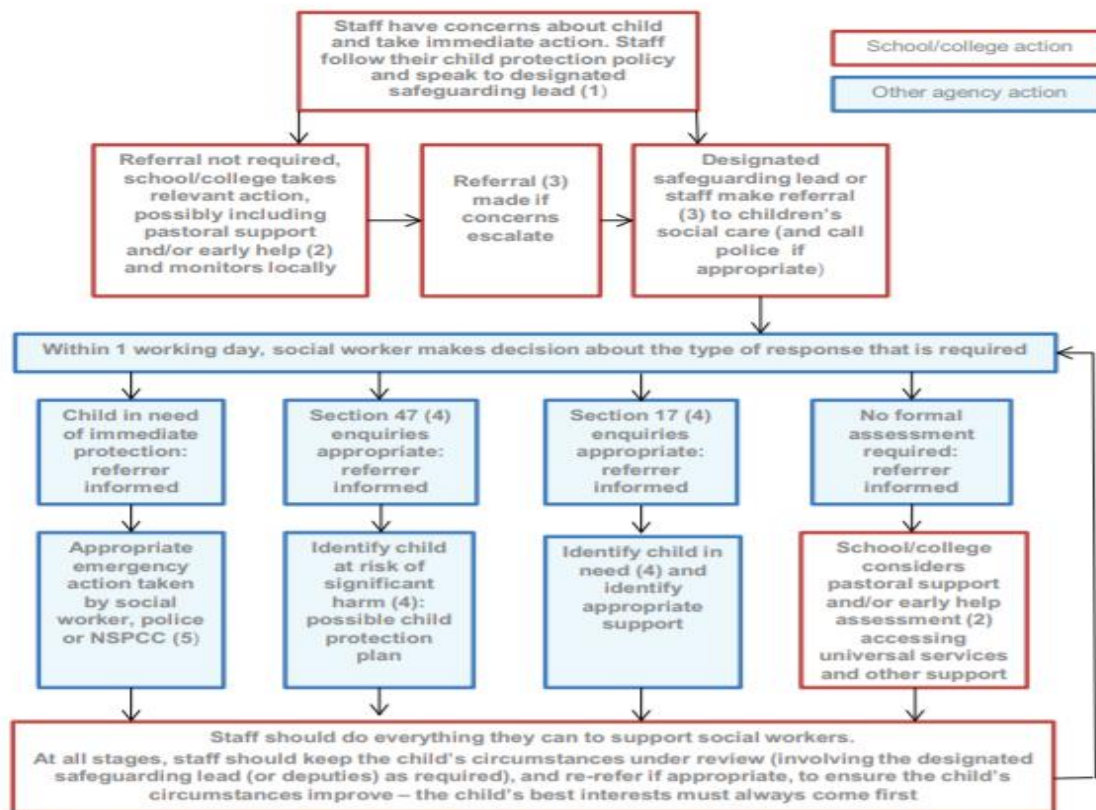 Staff have concerns about child
and take immediate action. Staff
follow their child protection policy
and speak to designated
safeguarding lead (1)
School/college action
Other agency action
Referral not required,
school/college takes
relevant action,
possibly including
pastoral support
and/or early help (2)
and monitors locally
Referral (3)
made if
concerns
escalate
Designated
safeguarding lead or
staff make referral
(3) to children's
social care (and call
police if
appropriate)
Within 1 working day, social worker makes decision about the type of response that is required
Child in need
of immediate
protection:
referrer
informed
Section 47 (4)
enquiries
appropriate:
referrer
informed
Section 17 (4)
enquiries
appropriate:
referrer
informed
No formal
assessment
required:
referrer
informed
Appropriate
emergency
action taken
by social
worker, police
or NSPCC (5)
Identify child
at risk of
significant
harm (4):
possible child
protection
plan
Identify child in
need (4) and
identify
appropriate
support
School/college
considers
pastoral support
and/or early help
assessment (2)
accessing
universal services
and other support
Staff should do everything they can to support social workers.
At all stages, staff should keep the child's circumstances under review (involving the designated
safeguarding lead (or deputies) as required), and re-refer if appropriate, to ensure the child's
circumstances improve – the child's best interests must always come first